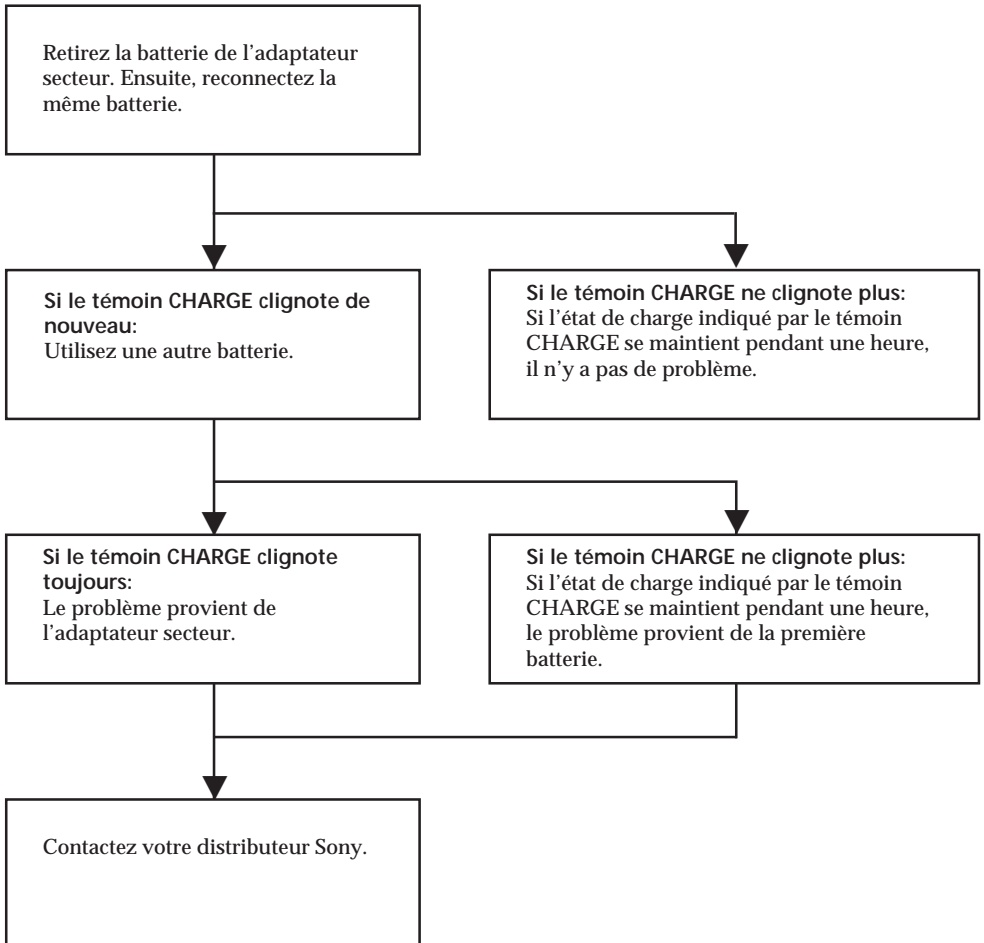 Retirez la batterie de l'adaptateur
secteur. Ensuite, reconnectez la
même batterie.
Si le témoin CHARGE clignote de
nouveau:
Utilisez une autre batterie.
Si le témoin CHARGE ne clignote plus:
Si l'état de charge indiqué par le témoin
CHARGE se maintient pendant une heure,
il n'y a pas de problème.
Si le témoin CHARGE clignote
toujours:
Le problème provient de
l'adaptateur secteur.
Si le témoin CHARGE ne clignote plus:
Si l'état de charge indiqué par le témoin
CHARGE se maintient pendant une heure,
le problème provient de la première
batterie.
Contactez votre distributeur Sony.